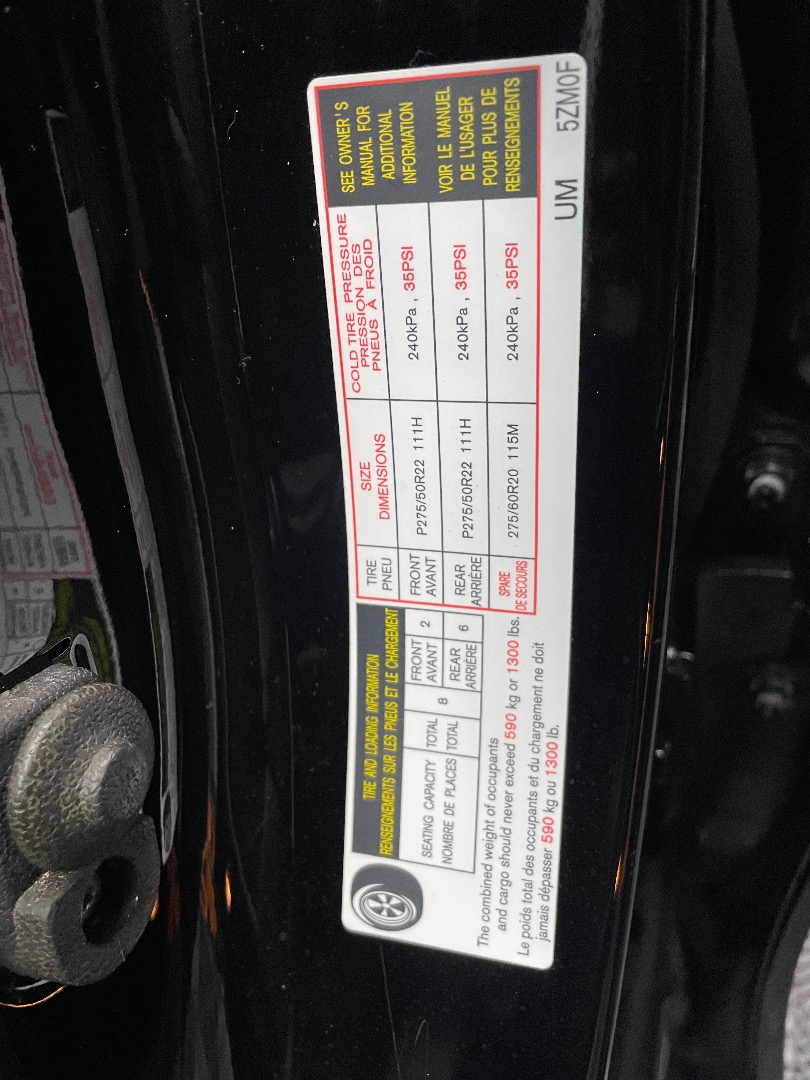 TIRE AND LOADING INFORMATION
RENSEIGNEMENTS SUR LES PNEUS ET LE CHARGEMENT
SEATING CAPACITY
NOMBRE DE PLACES
TOTAL
TOTAL
8
FRONT
AVANT
2
REAR
ARRIÈRE
6
The combined weight of occupants
and cargo should never exceed 590 kg or 1300 lbs.
Le poids total des occupants et du chargement ne doit
jamais dépasser 590 kg ou 1300 lb.
TIRE
PNEU
SIZE
DIMENSIONS
COLD TIRE PRESSURE
PRESSION DES
PNEUS À FROID
FRONT
AVANT
P275/50R22 111H
240kPa , 35PSI
REAR
ARRIÈRE
P275/50R22 111H
240kPa , 35PSI
SPARE
DE SECOURS
275/60R20 115M
240kPa , 35PSI
SEE OWNER'S
MANUAL FOR
ADDITIONAL
INFORMATION
VOIR LE MANUEL
DE L'USAGER
POUR PLUS DE
RENSEIGNEMENTS
UM 5ZM0F